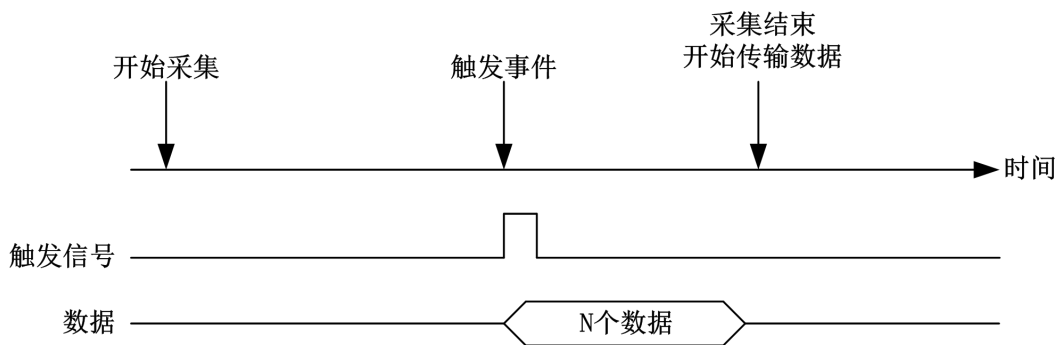 采集结束
开始传输数据
开始采集
触发事件
时间
触发信号
数据
N个数据